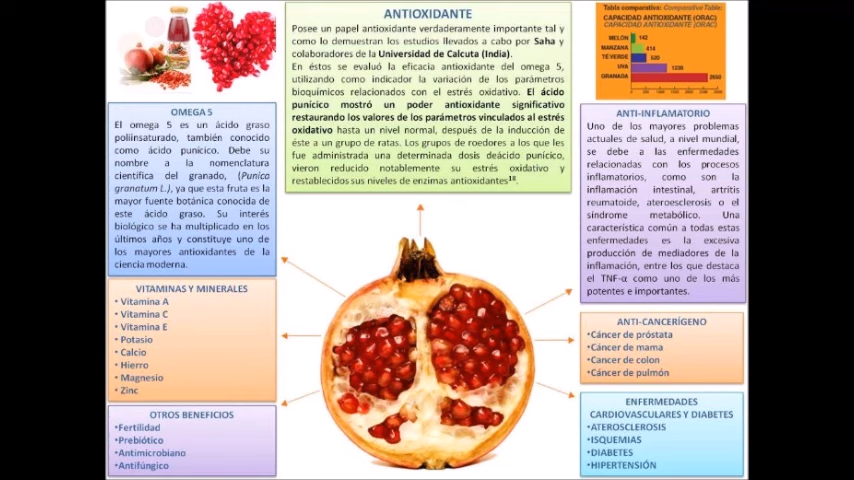 ANTIOXIDANTE
Posee un papel antioxidante verdaderamente importante tal y
como lo demuestran los estudios llevados a cabo por Saha y
colaboradores de la Universidad de Calcuta (India).
En éstos se evaluó la eficacia antioxidante del omega 5,
utilizando como indicador la variación de los parámetros
bioquímicos relacionados con el estrés oxidativo. El ácido
punícico mostró un poder antioxidante significativo
restaurando los valores de los parámetros vinculados al estrés
oxidativo hasta un nivel normal, después de la inducción de
éste a un grupo de ratas. Los grupos de roedores a los que les
fue administrada una determinada dosis deácido punícico,
vieron reducido notablemente su estrés oxidativo y
restablecidos sus niveles de enzimas antioxidantes¹⁸.
Tabla comparativa: Comparative Table:
CAPACIDAD ANTIOXIDANTE (ORAC)
CAPACIDAD ANTIOXIDANTE (ORAC)
MELÓN 142
MANZANA 414
TÉ VERDE 520
UVA
GRANADA
OMEGA 5
El omega 5 es un ácido graso
poliinsaturado, también conocido
como ácido punícico. Debe su
nombre a la nomenclatura
científica del granado, (Punica
granatum L.), ya que esta fruta es la
mayor fuente botánica conocida de
este ácido graso. Su interés
biológico se ha multiplicado en los
últimos años y constituye uno de
los mayores antioxidantes de la
ciencia moderna.
VITAMINAS Y MINERALES
•Vitamina A
•Vitamina C
•Vitamina E
•Potasio
•Calcio
•Hierro
•Magnesio
•Zinc
OTROS BENEFICIOS
•Fertilidad
•Prebiótico
•Antimicrobiano
•Antifúngico
ANTI-INFLAMATORIO
Uno de los mayores problemas
actuales de salud, a nivel mundial,
se debe a las enfermedades
relacionadas con los procesos
inflamatorios, como son la
inflamación intestinal, artritis
reumatoide, aterosclerosis o el
síndrome metabólico. Una
característica común a todas estas
enfermedades es la excesiva
producción de mediadores de la
inflamación, entre los que destaca
el TNF-α como uno de los más
potentes e importantes.
ANTI-CANCERÍGENO
•Cáncer de próstata
•Cáncer de mama
•Cancer de colon
•Cáncer de pulmón
ENFERMEDADES
CARDIOVASCULARES Y DIABETES
•ATEROSCLEROSIS
•ISQUEMIAS
•DIABETES
•HIPERTENSIÓN